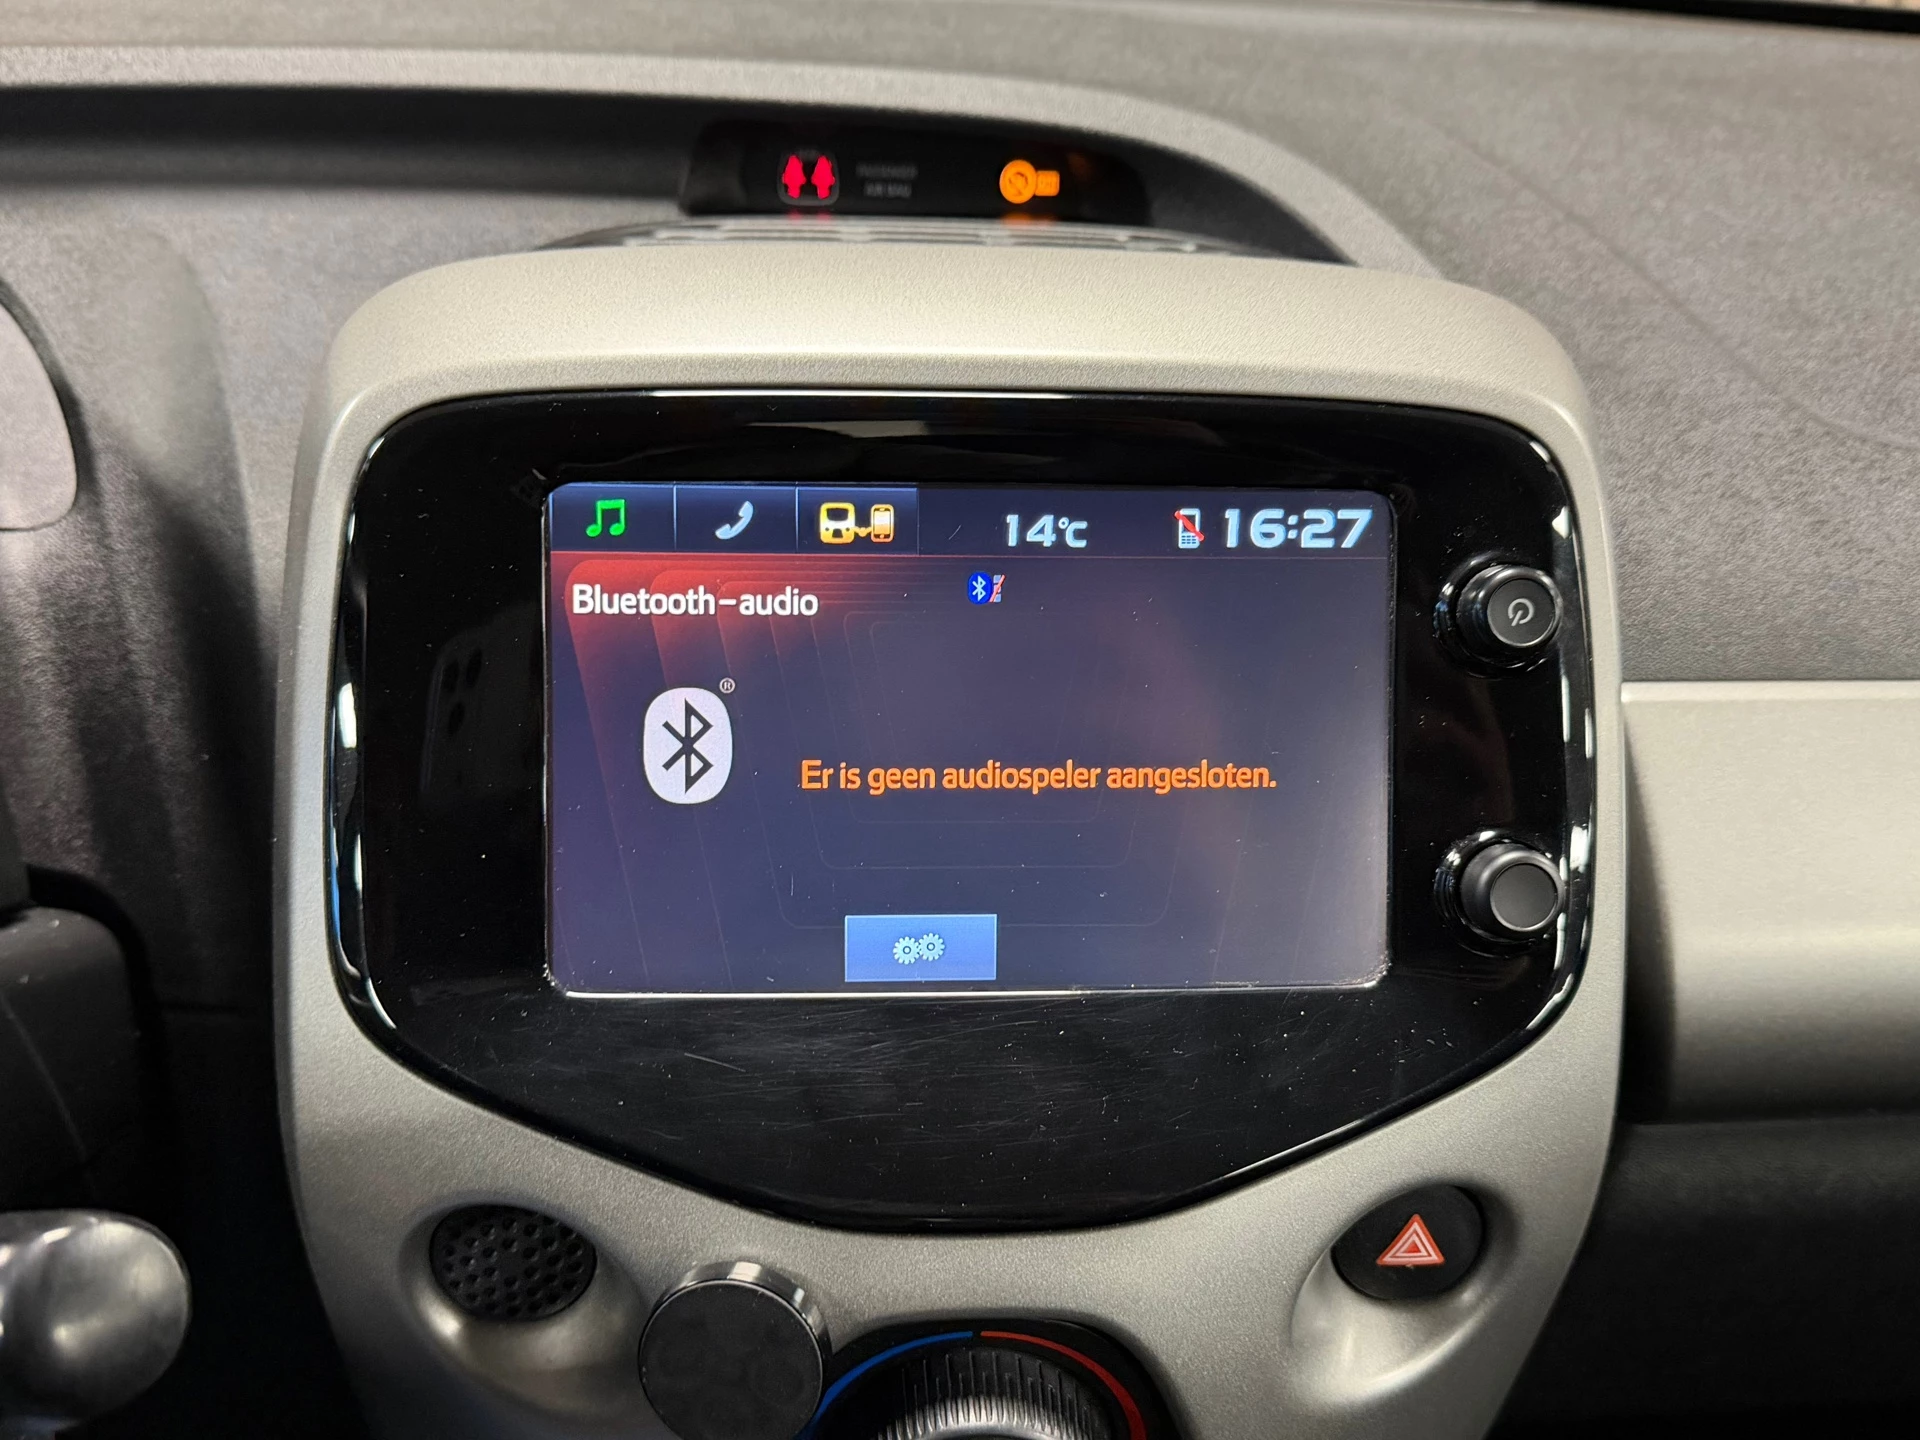 14°C
16:27
Bluetooth-audio
®
Er is geen audiospeler aangesloten.